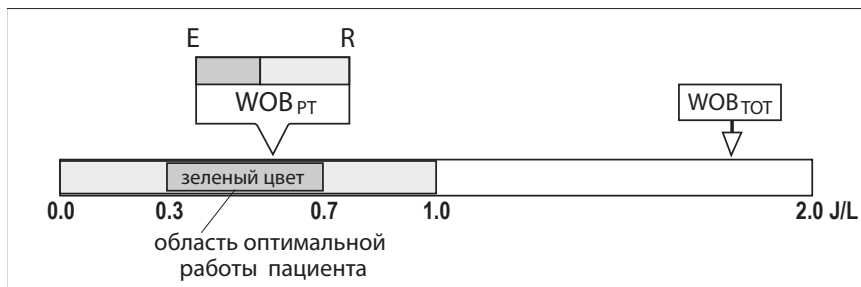 E R
WOB PT
WOB TOT
зеленый цвет
0.0 0.3 0.7 1.0 2.0 J/L
область оптимальной
работы пациента